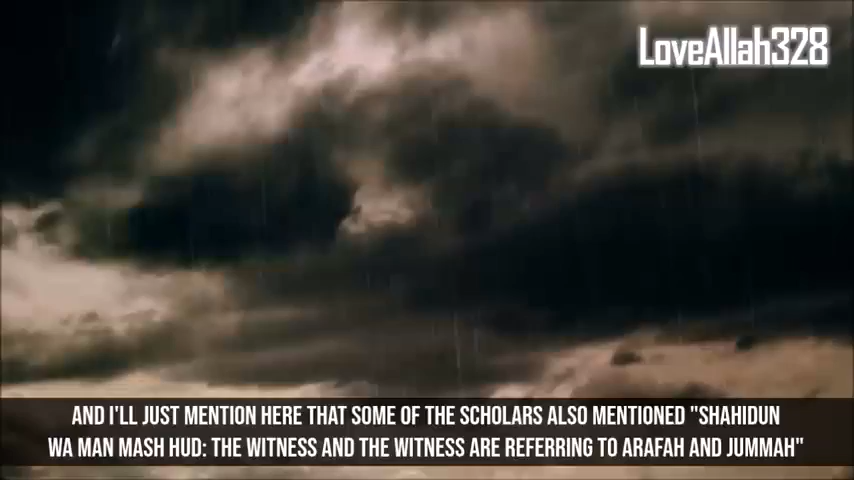 LoveAllah328
AND I'LL JUST MENTION HERE THAT SOME OF THE SCHOLARS ALSO MENTIONED "SHAHIDUN
WA MAN MASH HUD: THE WITNESS AND THE WITNESS ARE REFERRING TO ARAFAH AND JUMMAH"